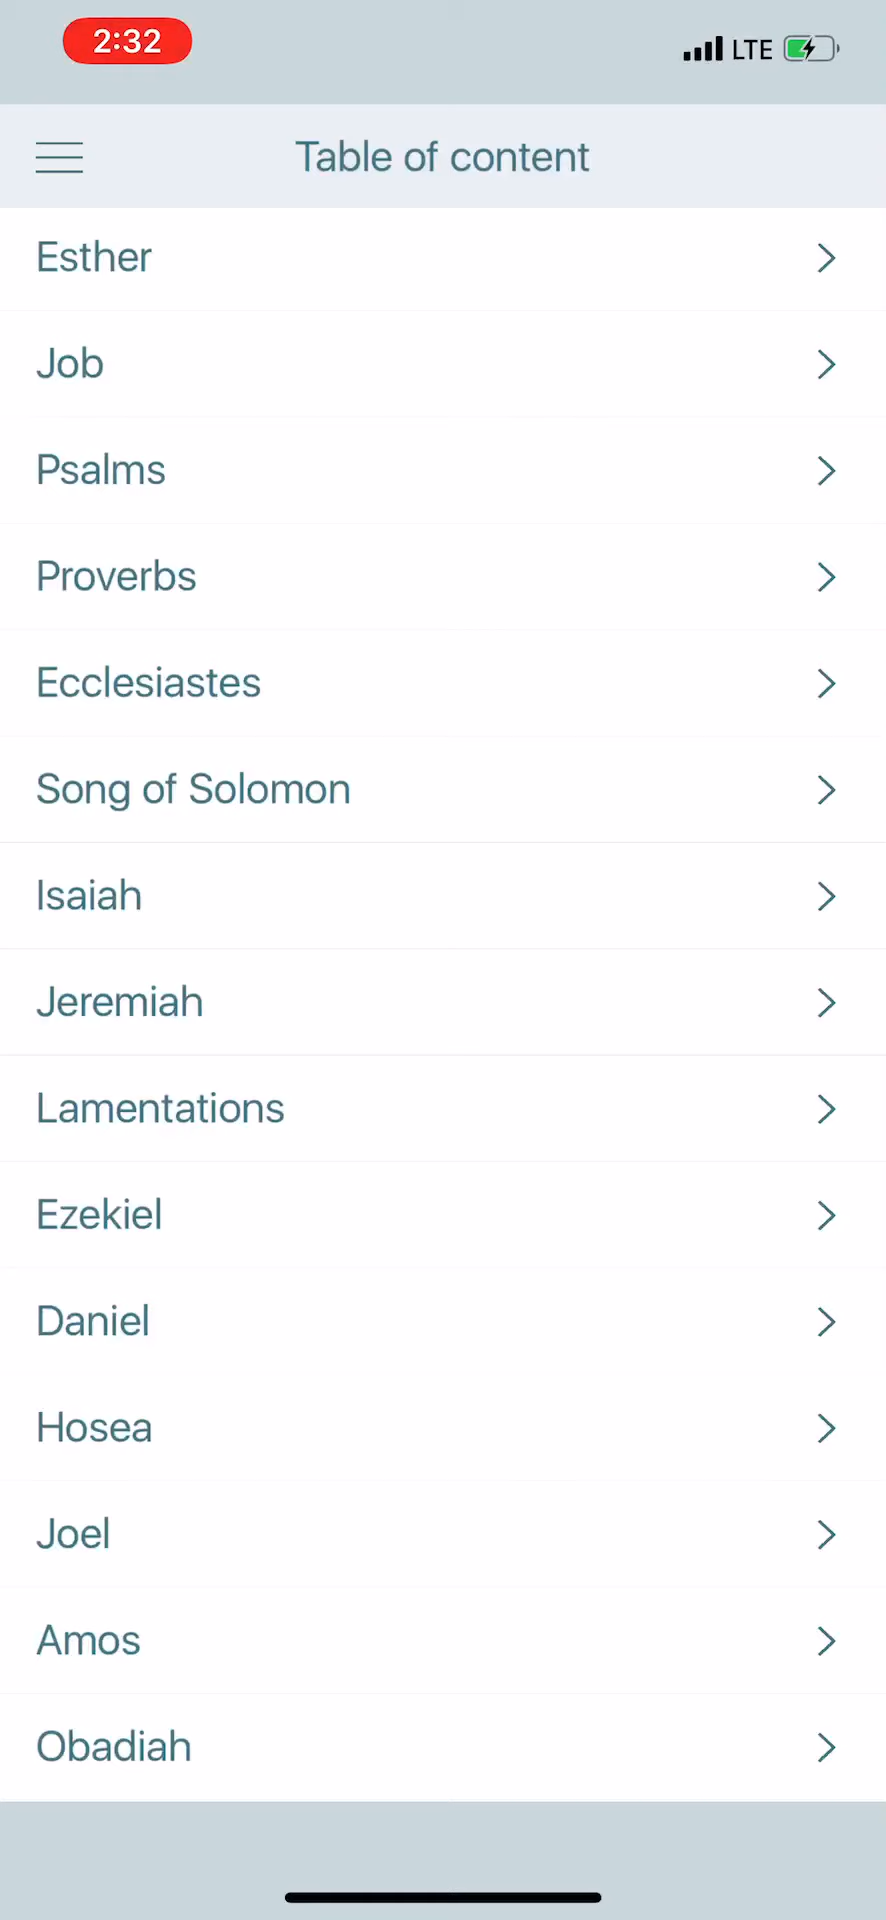 2:32
LTE
Table of content
Esther
Job
Psalms
Proverbs
Ecclesiastes
Song of Solomon
Isaiah
Jeremiah
Lamentations
Ezekiel
Daniel
Hosea
Joel
Amos
Obadiah